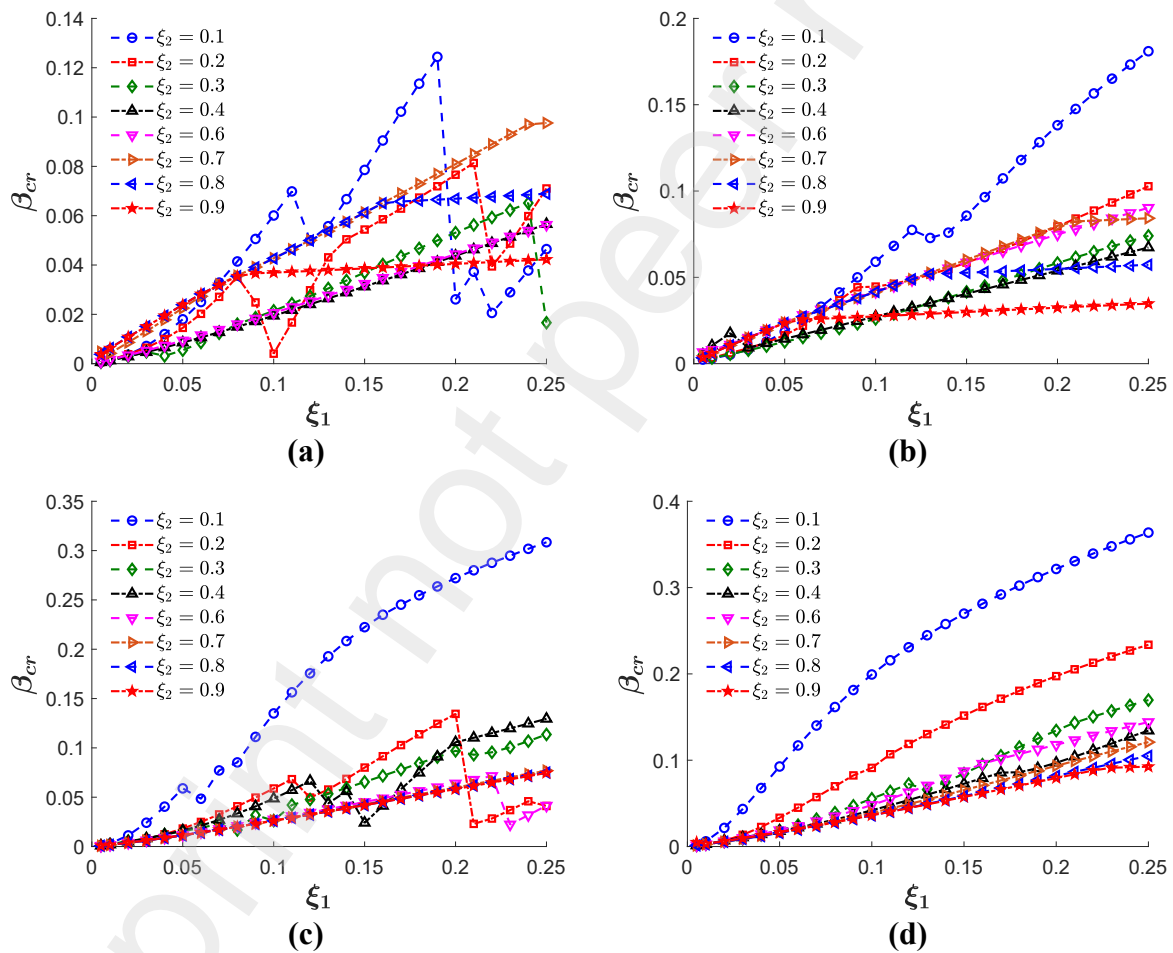 0.14
0.12
0.1
0.08
0.06
0.04
0.02
0
β_cr
ξ₂ = 0.1
ξ₂ = 0.2
ξ₂ = 0.3
ξ₂ = 0.4
ξ₂ = 0.6
ξ₂ = 0.7
ξ₂ = 0.8
ξ₂ = 0.9
0 0.05 0.1 0.15 0.2 0.25
ξ₁
(a)
0.2
0.15
0.1
0.05
0
β_cr
ξ₂ = 0.1
ξ₂ = 0.2
ξ₂ = 0.3
ξ₂ = 0.4
ξ₂ = 0.6
ξ₂ = 0.7
ξ₂ = 0.8
ξ₂ = 0.9
0 0.05 0.1 0.15 0.2 0.25
ξ₁
(b)
0.35
0.3
0.25
0.2
0.15
0.1
0.05
0
β_cr
ξ₂ = 0.1
ξ₂ = 0.2
ξ₂ = 0.3
ξ₂ = 0.4
ξ₂ = 0.6
ξ₂ = 0.7
ξ₂ = 0.8
ξ₂ = 0.9
0 0.05 0.1 0.15 0.2 0.25
ξ₁
(c)
0.4
0.3
0.2
0.1
0
β_cr
ξ₂ = 0.1
ξ₂ = 0.2
ξ₂ = 0.3
ξ₂ = 0.4
ξ₂ = 0.6
ξ₂ = 0.7
ξ₂ = 0.8
ξ₂ = 0.9
0 0.05 0.1 0.15 0.2 0.25
ξ₁
(d)
print not peer r